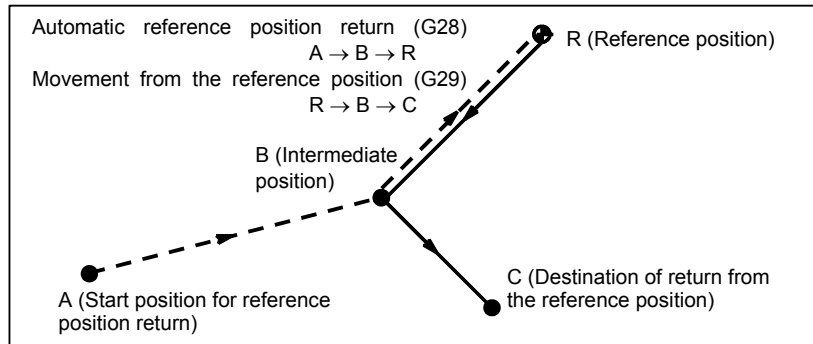 Automatic reference position return (G28)
A → B → R
Movement from the reference position (G29)
R → B → C
R (Reference position)
B (Intermediate
position)
A (Start position for reference
position return)
C (Destination of return from
the reference position)